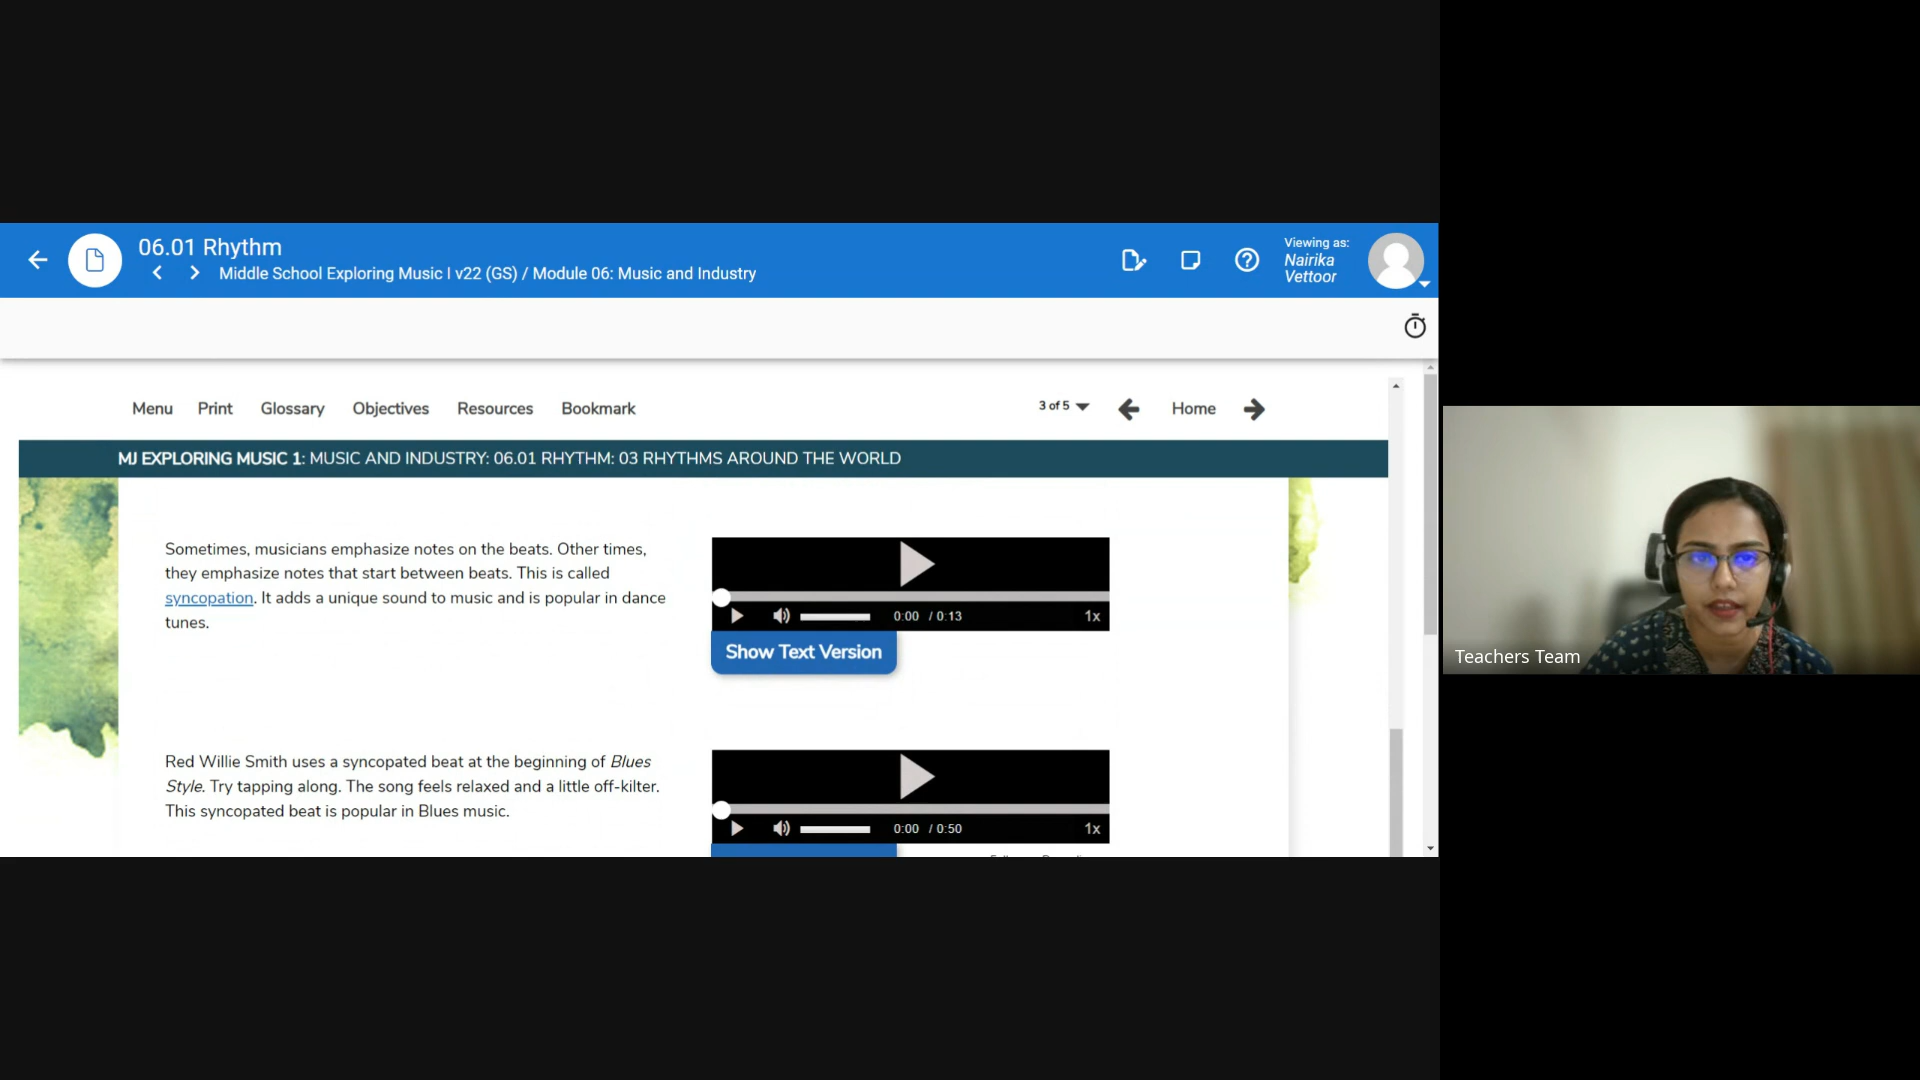 06.01 Rhythm
Middle School Exploring Music I v22 (GS) / Module 06: Music and Industry
Viewing as:
Nairika
Vettoor
Menu Print Glossary Objectives Resources Bookmark
3 of 5
Home
MJ EXPLORING MUSIC 1: MUSIC AND INDUSTRY: 06.01 RHYTHM: 03 RHYTHMS AROUND THE WORLD
Sometimes, musicians emphasize notes on the beats. Other times,
they emphasize notes that start between beats. This is called
syncopation. It adds a unique sound to music and is popular in dance
tunes.
0:00 / 0:13 1x
Show Text Version
Red Willie Smith uses a syncopated beat at the beginning of Blues
Style. Try tapping along. The song feels relaxed and a little off-kilter.
This syncopated beat is popular in Blues music.
0:00 / 0:50 1x
Teachers Team